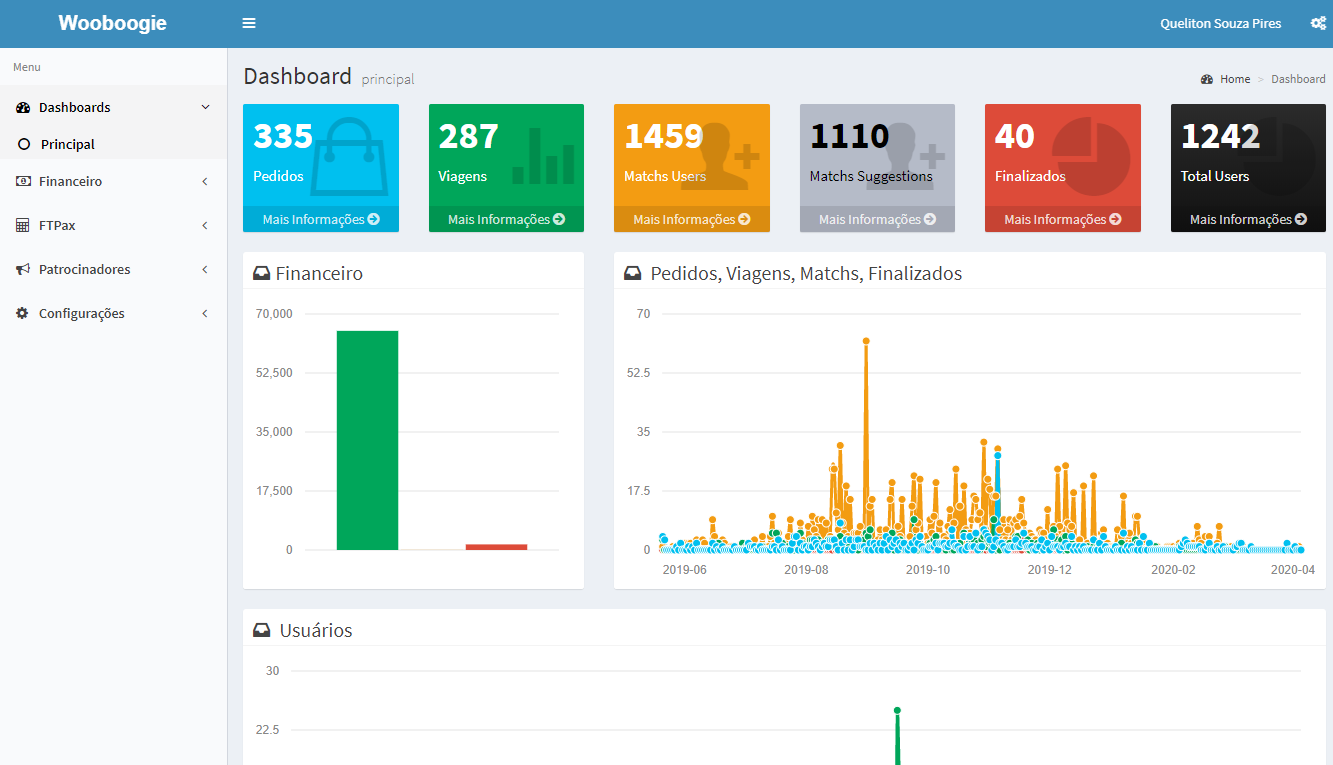 Wooboogie
Queliton Souza Pires
Menu
Dashboards
Principal
Financeiro
FTPax
Patrocinadores
Configurações
Dashboard principal
Home > Dashboard
335
Pedidos
Mais Informações
287
Viagens
Mais Informações
1459
Matchs Users
Mais Informações
1110
Matchs Suggestions
Mais Informações
40
Finalizados
Mais Informações
1242
Total Users
Mais Informações
Financeiro
70,000
52,500
35,000
17,500
0
Pedidos, Viagens, Matchs, Finalizados
70
52.5
35
17.5
0
2019-06 2019-08 2019-10 2019-12 2020-02 2020-04
Usuários
30
22.5